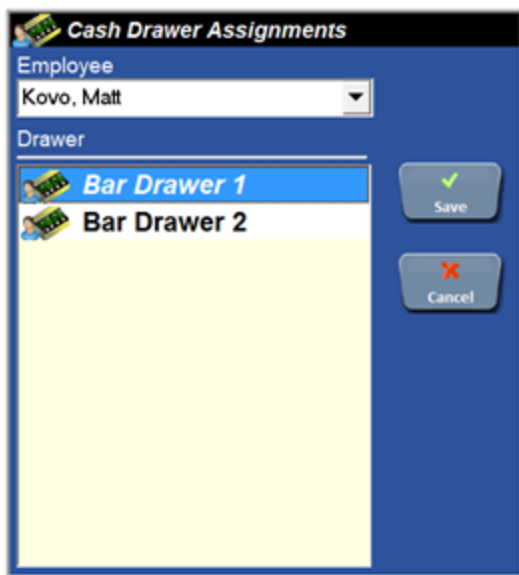 Cash Drawer Assignments
Employee
Kovo, Matt
Drawer
Bar Drawer 1
Bar Drawer 2
Save
Cancel